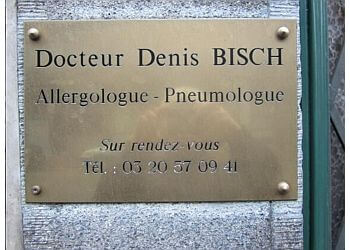 Docteur Denis BISCH
Allergologue - Pneumologue
Sur rendez-vous
Tél. : 03 20 57 09 41